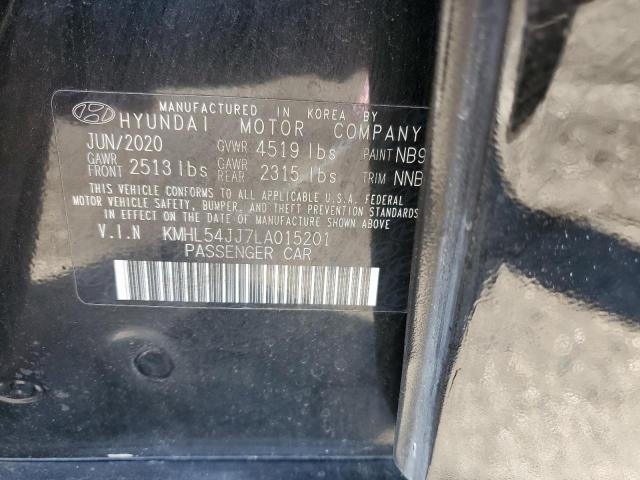 MANUFACTURED IN KOREA BY
HYUNDAI MOTOR COMPANY
JUN/2020 GVWR 4519 lbs PAINT NB9
GAWR FRONT 2513 lbs GAWR REAR 2315 lbs TRIM NNB
THIS VEHICLE CONFORMS TO ALL APPLICABLE U.S.A. FEDERAL
MOTOR VEHICLE SAFETY, BUMPER, AND THEFT PREVENTION STANDARDS
IN EFFECT ON THE DATE OF MANUFACTURE SHOWN ABOVE
V.I.N KMHL54JJ7LA015201
PASSENGER CAR